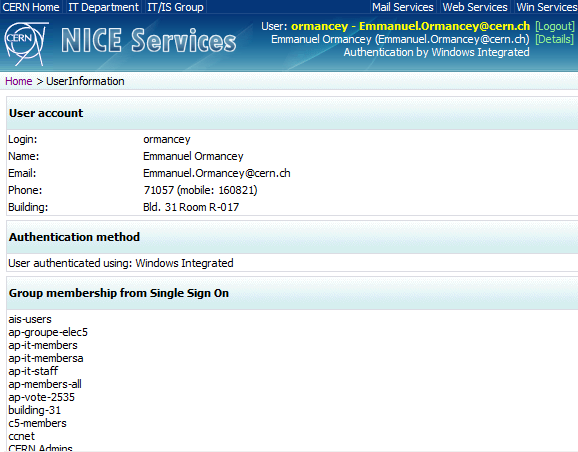 CERN Home | IT Department | IT/IS Group Mail Services | Web Services | Win Services
CERN NICE Services
User: ormancey - Emmanuel.Ormancey@cern.ch [Logout]
Emmanuel Ormancey (Emmanuel.Ormancey@cern.ch) [Details]
Authentication by Windows Integrated
Home > UserInformation
User account
Login: ormancey
Name: Emmanuel Ormancey
Email: Emmanuel.Ormancey@cern.ch
Phone: 71057 (mobile: 160821)
Building: Bld. 31 Room R-017
Authentication method
User authenticated using: Windows Integrated
Group membership from Single Sign On
ais-users
ap-groupe-elec5
ap-it-members
ap-it-membersa
ap-it-staff
ap-members-all
ap-vote-2535
building-31
c5-members
ccnet
CERN Admins